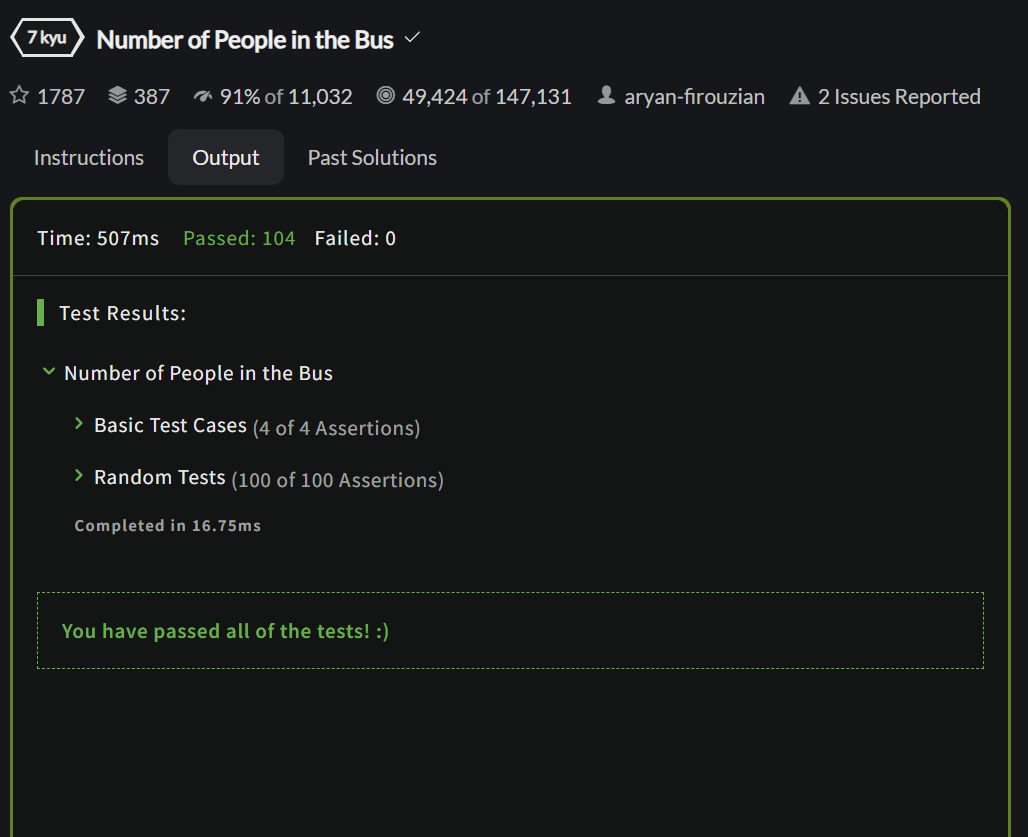 7 kyu Number of People in the Bus
1787 387 91% of 11,032 49,424 of 147,131 aryan-firouzian 2 Issues Reported
Instructions Output Past Solutions
Time: 507ms Passed: 104 Failed: 0
Test Results:
Number of People in the Bus
Basic Test Cases (4 of 4 Assertions)
Random Tests (100 of 100 Assertions)
Completed in 16.75ms
You have passed all of the tests! :)